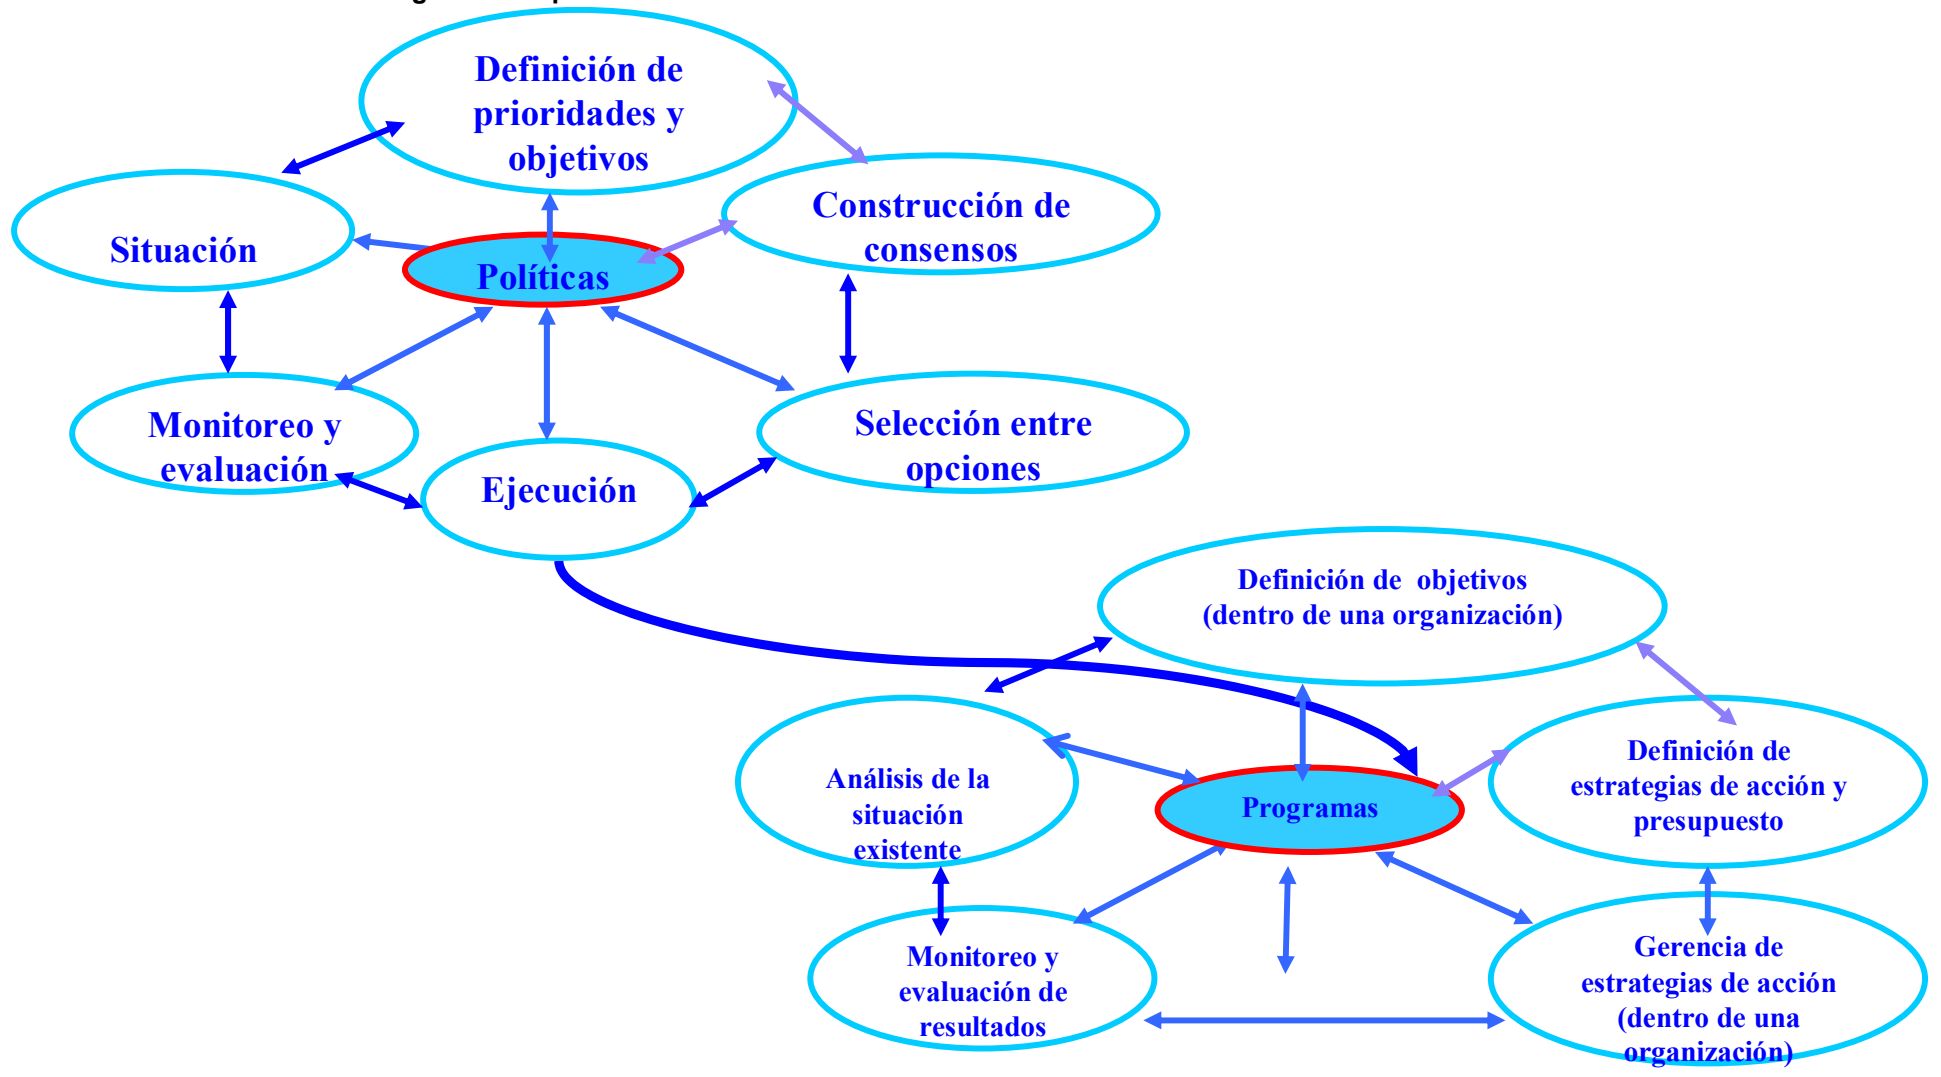 Definición de
prioridades y
objetivos
Construcción de
consensos
Situación
Políticas
Monitoreo y
evaluación
Selección entre
opciones
Ejecución
Definición de objetivos
(dentro de una organización)
Análisis de la
situación
existente
Programas
Definición de
estrategias de acción y
presupuesto
Monitoreo y
evaluación de
resultados
Gerencia de
estrategias de acción
(dentro de una
organización)